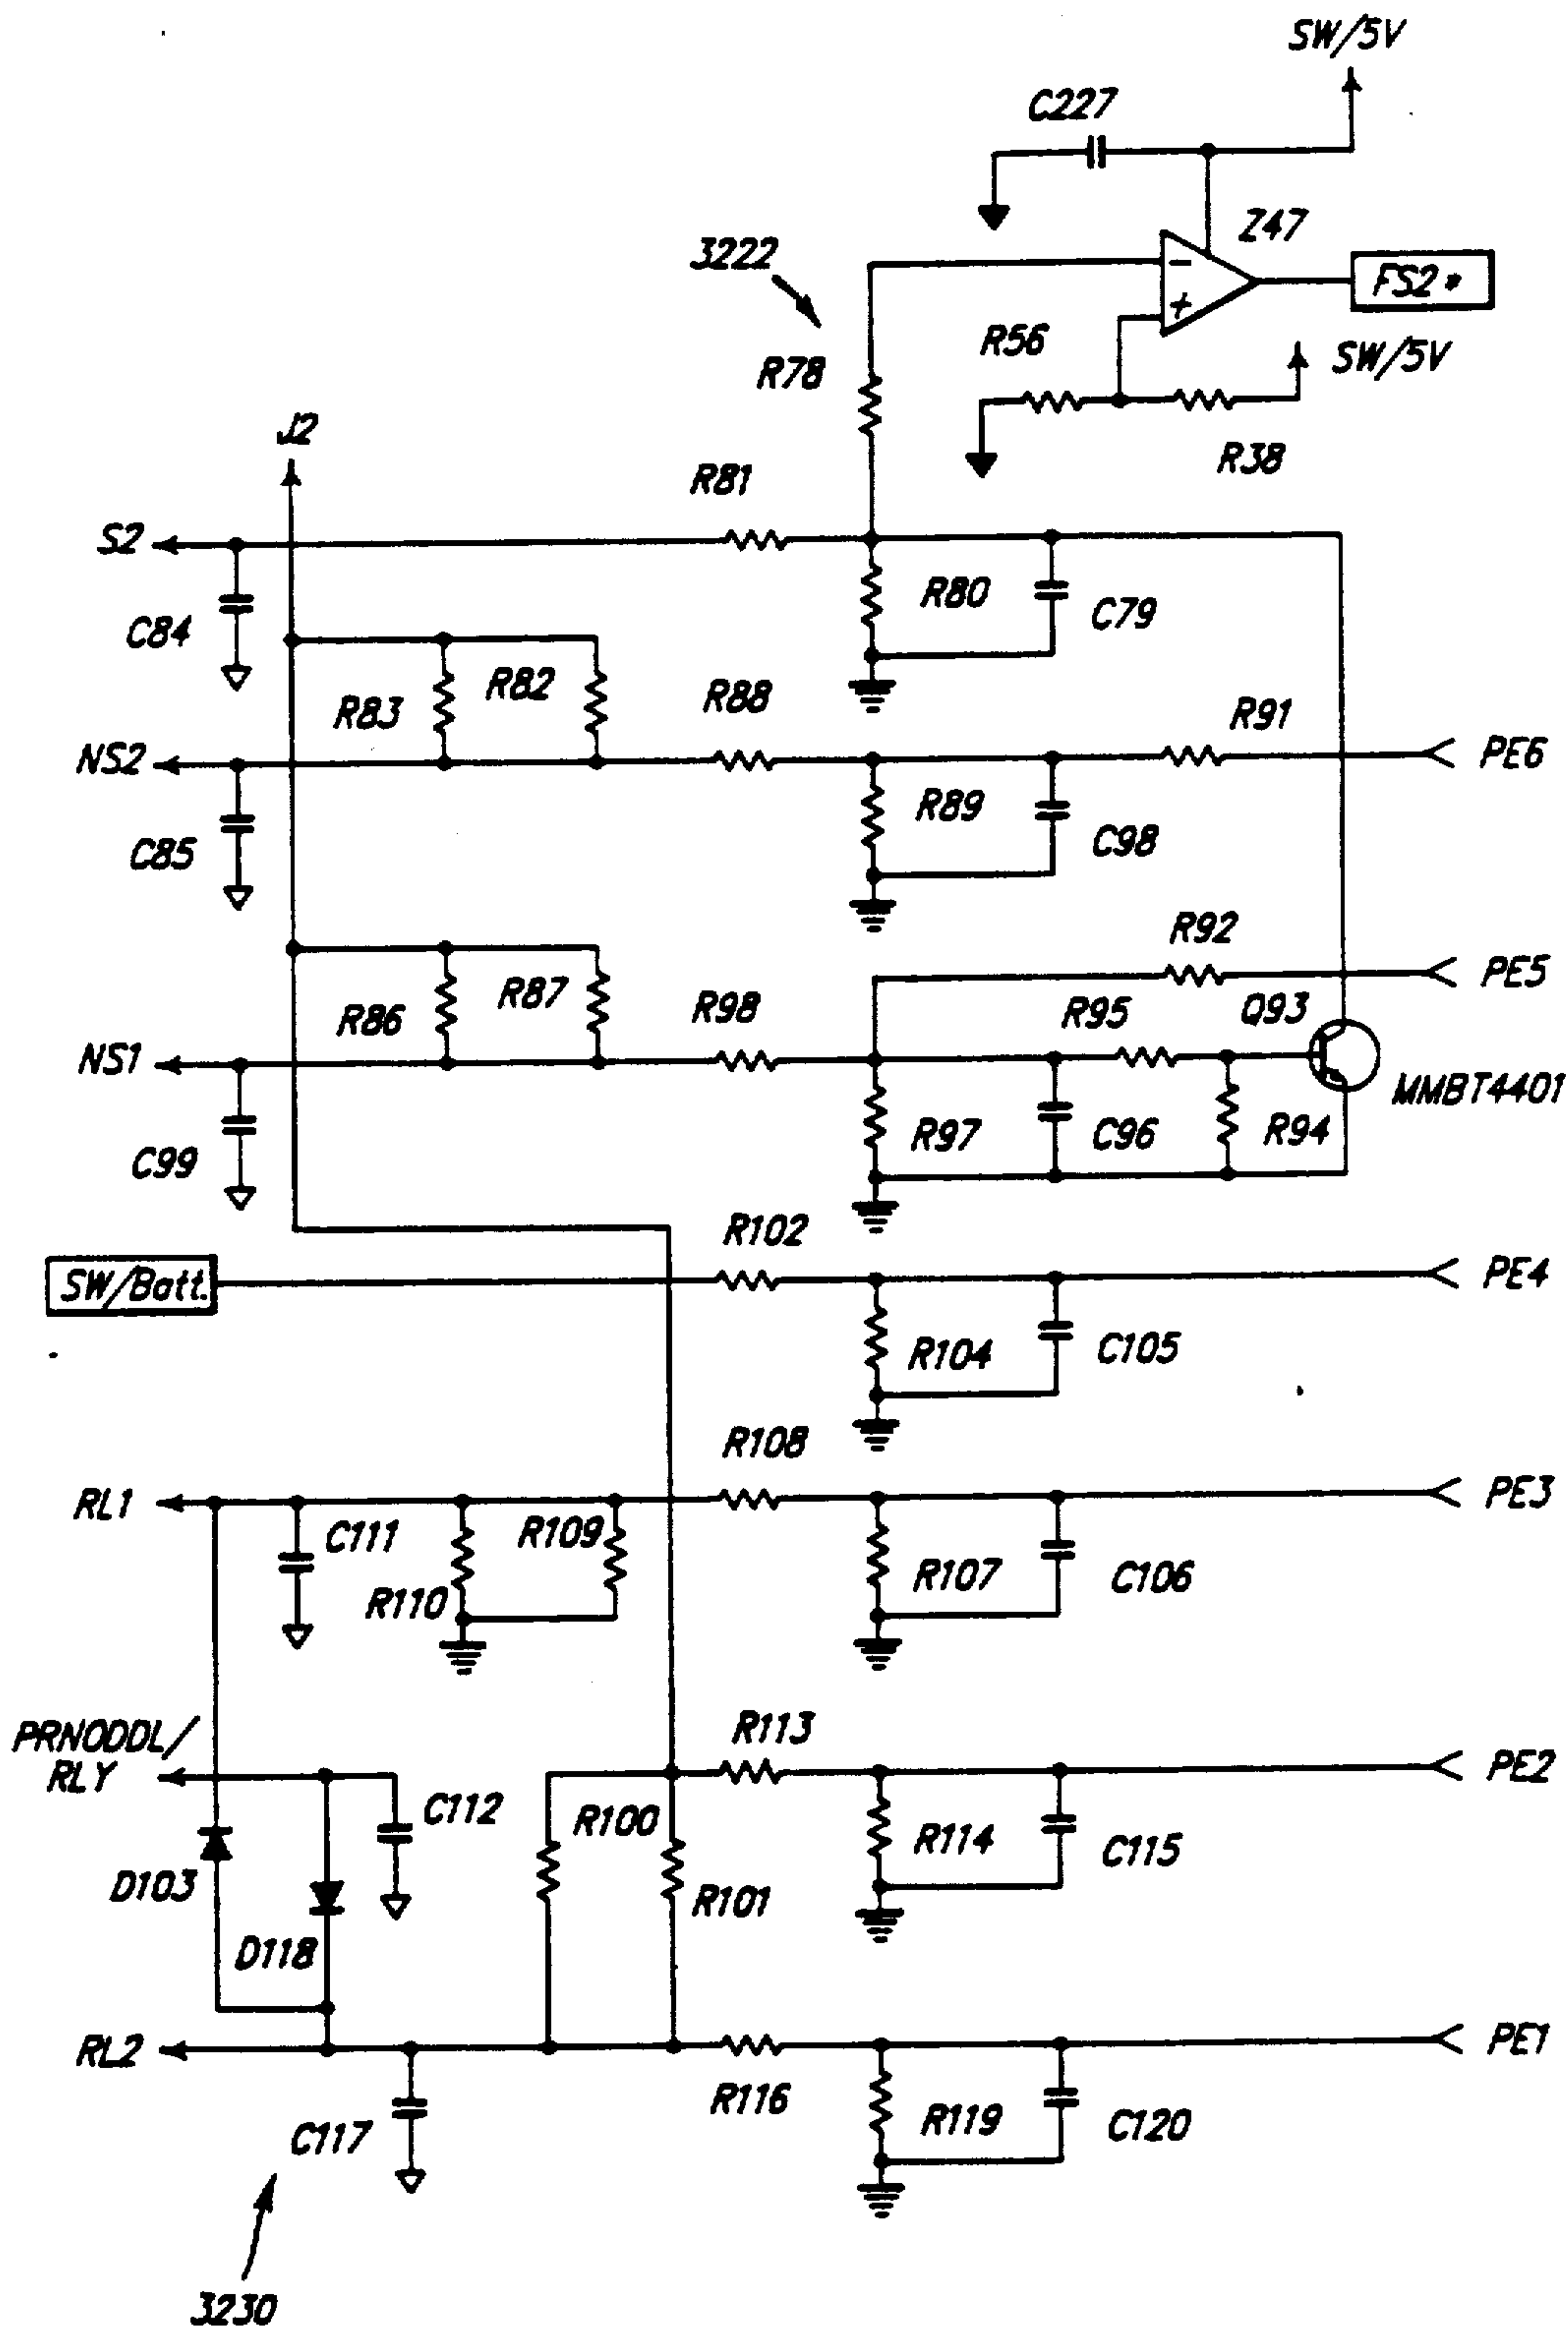 SW/5V
C227
Z47
3222
FS2*
-
+
R56
SW/5V
R78
J2
R38
R81
S2
R80
C79
C84
R82
R83
R88
R91
NS2
PE6
R89
C98
C85
R92
PE5
R87
R86
R98
R95
Q93
NS1
MMBT4401
R97
C96
R94
C99
R102
SW/Batt.
PE4
R104
C105
R108
RL1
PE3
C111
R109
R110
R107
C106
PRNODDL/
RLY
R113
PE2
C112
R100
R114
C115
D103
R101
D118
RL2
PE1
R116
C117
R119
C120
3230